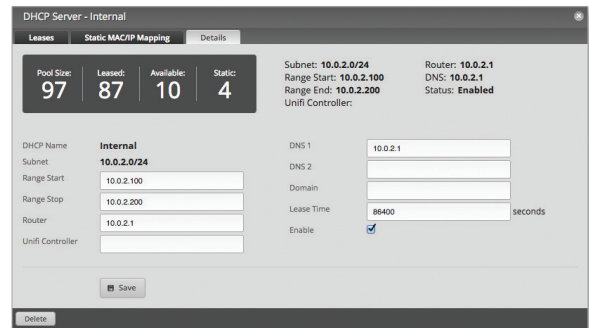 DHCP Server - Internal
Leases Static MAC/IP Mapping Details
Pool Size: Leased: Available: Static:
97 87 10 4
Subnet: 10.0.2.0/24 Router: 10.0.2.1
Range Start: 10.0.2.100 DNS: 10.0.2.1
Range End: 10.0.2.200 Status: Enabled
Unifi Controller:
DHCP Name Internal
Subnet 10.0.2.0/24
Range Start 10.0.2.100
Range Stop 10.0.2.200
Router 10.0.2.1
Unifi Controller
DNS 1 10.0.2.1
DNS 2
Domain
Lease Time 86400 seconds
Enable
Save
Delete